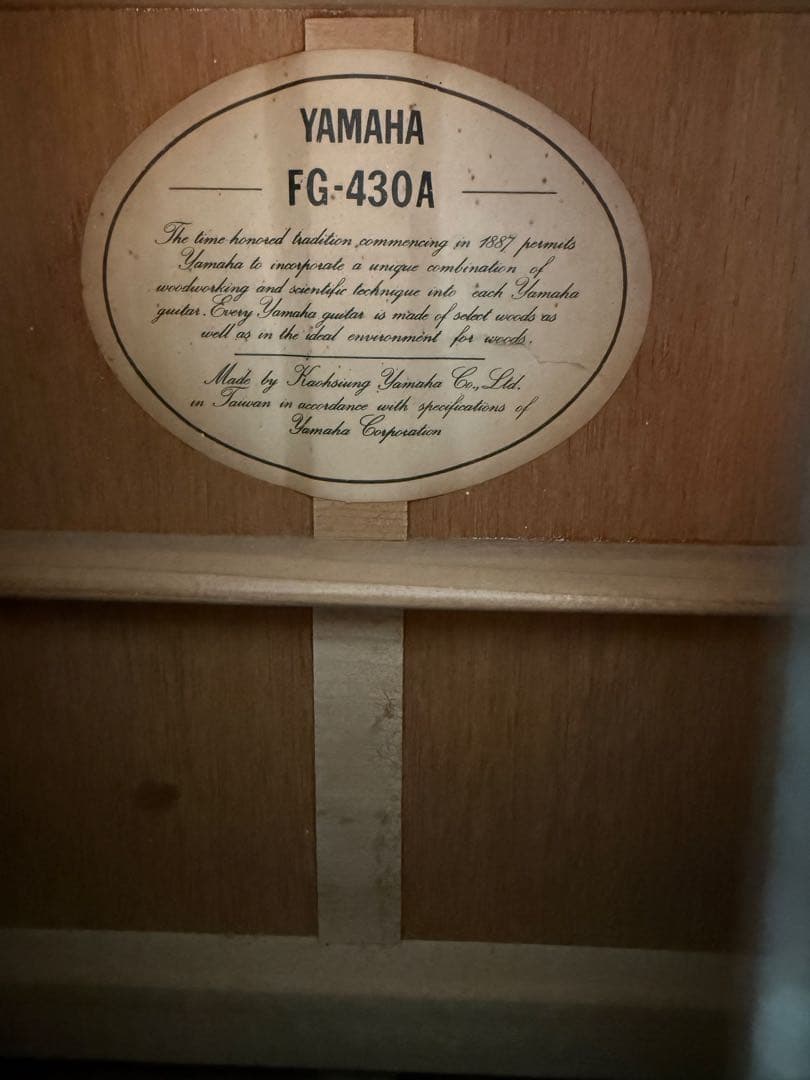 YAMAHA
FG-430A
The time-honored tradition, commencing in 1887 permits
Yamaha to incorporate a unique combination of
woodworking and scientific technique into each Yamaha
guitar. Every Yamaha guitar is made of select woods as
well as in the ideal environment for woods.
Made by Kaohsiung Yamaha Co., Ltd.
in Taiwan in accordance with specifications of
Yamaha Corporation